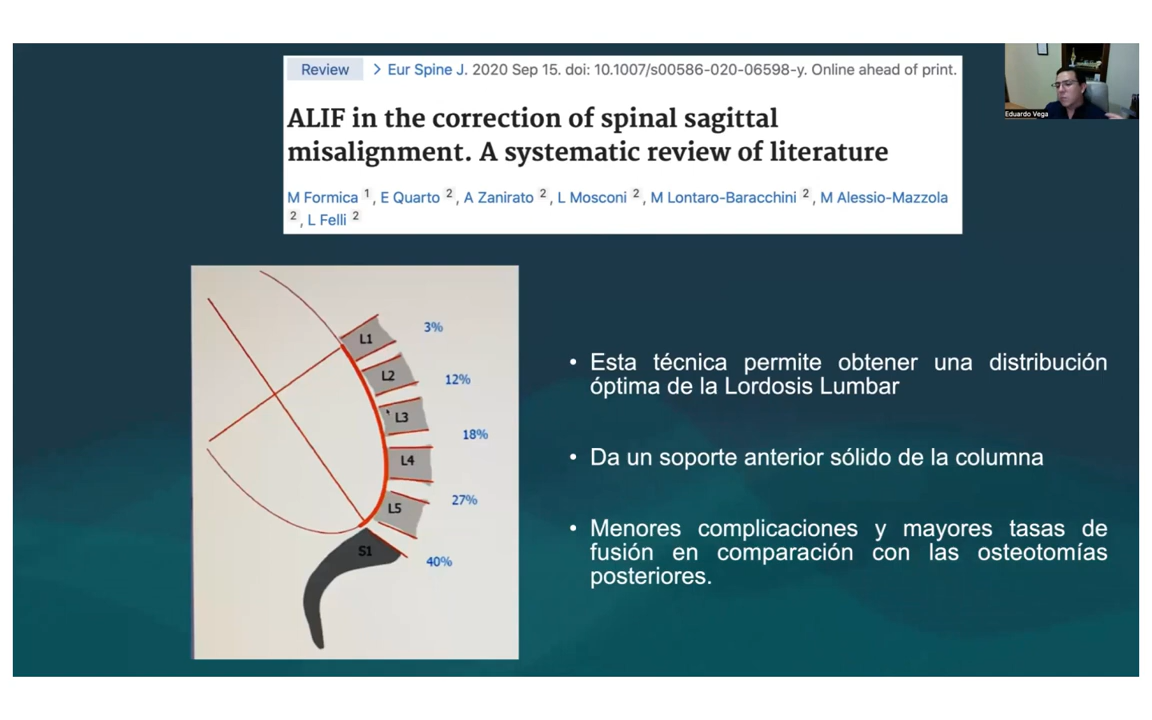 Review > Eur Spine J. 2020 Sep 15. doi: 10.1007/s00586-020-06598-y. Online ahead of print.
ALIF in the correction of spinal sagittal
misalignment. A systematic review of literature
M Formica 1, E Quarto 2, A Zanirato 2, L Mosconi 2, M Lontaro-Baracchini 2, M Alessio-Mazzola
2, L Felli 2
Eduardo Vega
L1
3%
L2
12%
L3
18%
L4
27%
L5
40%
S1
• Esta técnica permite obtener una distribución
óptima de la Lordosis Lumbar
• Da un soporte anterior sólido de la columna
• Menores complicaciones y mayores tasas de
fusión en comparación con las osteotomías
posteriores.